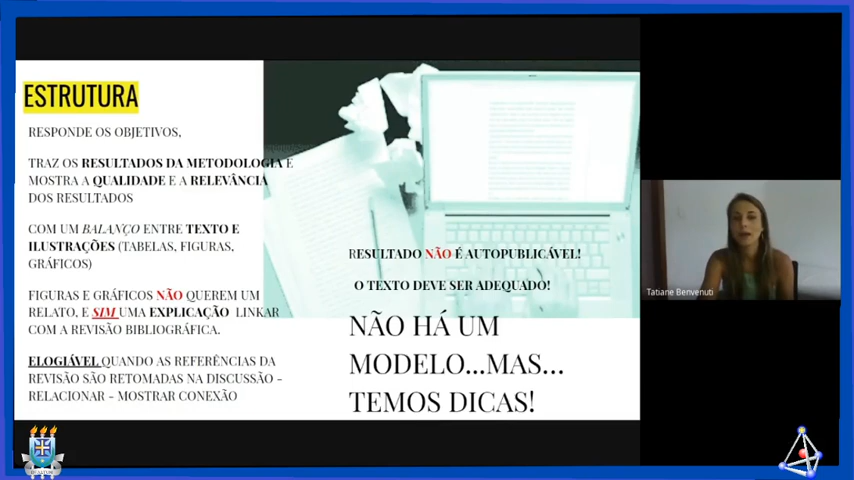 ESTRUTURA
RESPONDE OS OBJETIVOS,
TRAZ OS RESULTADOS DA METODOLOGIA E
MOSTRA A QUALIDADE E A RELEVÂNCIA
DOS RESULTADOS
COM UM BALANÇO ENTRE TEXTO E
ILUSTRAÇÕES (TABELAS, FIGURAS,
GRÁFICOS)
FIGURAS E GRÁFICOS NÃO QUEREM UM
RELATO, E SIM UMA EXPLICAÇÃO LINKAR
COM A REVISÃO BIBLIOGRÁFICA.
ELOGIÁVEL QUANDO AS REFERÊNCIAS DA
REVISÃO SÃO RETOMADAS NA DISCUSSÃO -
RELACIONAR - MOSTRAR CONEXÃO
RESULTADO NÃO É AUTOPUBLICÁVEL!
O TEXTO DEVE SER ADEQUADO!
NÃO HÁ UM
MODELO...MAS...
TEMOS DICAS!
Tatiane Benvenuti